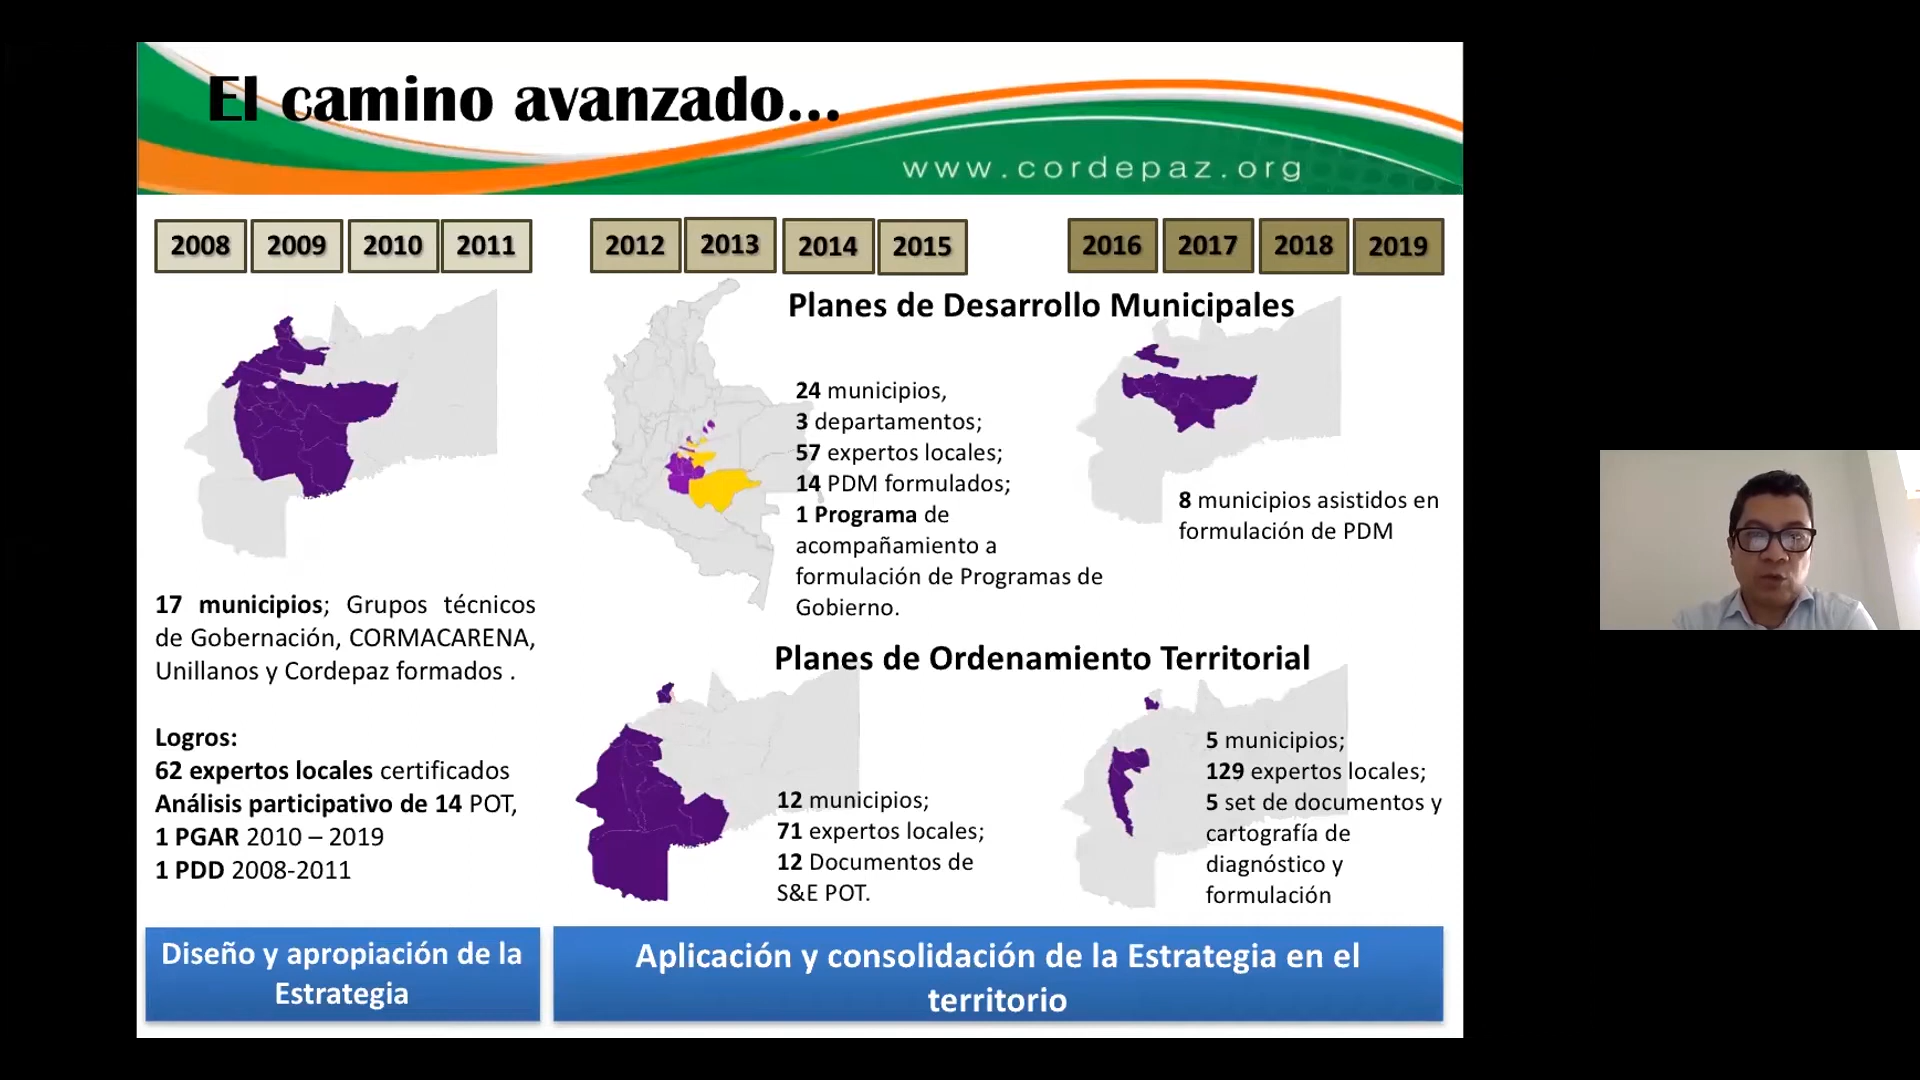 El camino avanzado...
www.cordepaz.org
2008 2009 2010 2011
2012 2013 2014 2015
2016 2017 2018 2019
17 municipios; Grupos técnicos
de Gobernación, CORMACARENA,
Unillanos y Cordepaz formados .
Logros:
62 expertos locales certificados
Análisis participativo de 14 POT,
1 PGAR 2010 – 2019
1 PDD 2008-2011
Planes de Desarrollo Municipales
24 municipios,
3 departamentos;
57 expertos locales;
14 PDM formulados;
1 Programa de
acompañamiento a
formulación de Programas de
Gobierno.
8 municipios asistidos en
formulación de PDM
Planes de Ordenamiento Territorial
12 municipios;
71 expertos locales;
12 Documentos de
S&E POT.
5 municipios;
129 expertos locales;
5 set de documentos y
cartografía de
diagnóstico y
formulación
Diseño y apropiación de la
Estrategia
Aplicación y consolidación de la Estrategia en el
territorio